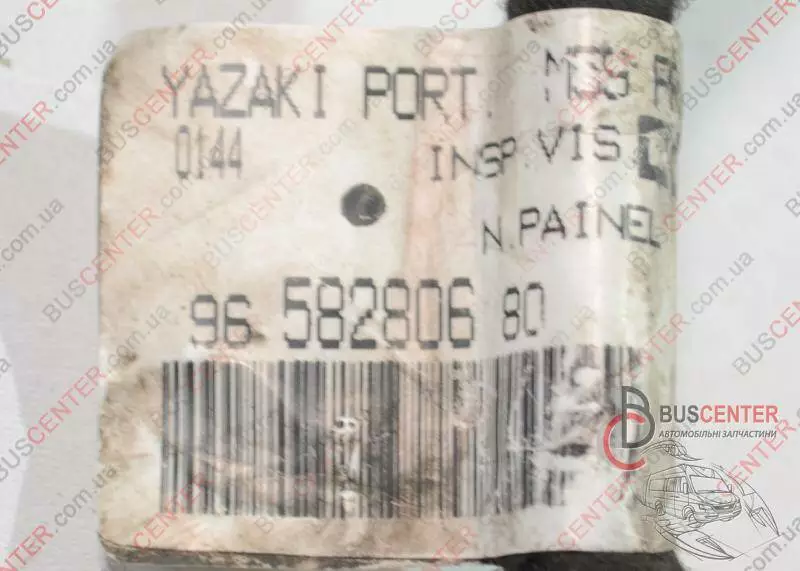 YAZAKI PORT.
0144
INSP.VIS
N.PAINEL
96 582806 80
BUSCENTER
АВТОМОБІЛЬНІ ЗАПЧАСТИНИ
BUSCENTER.com.ua